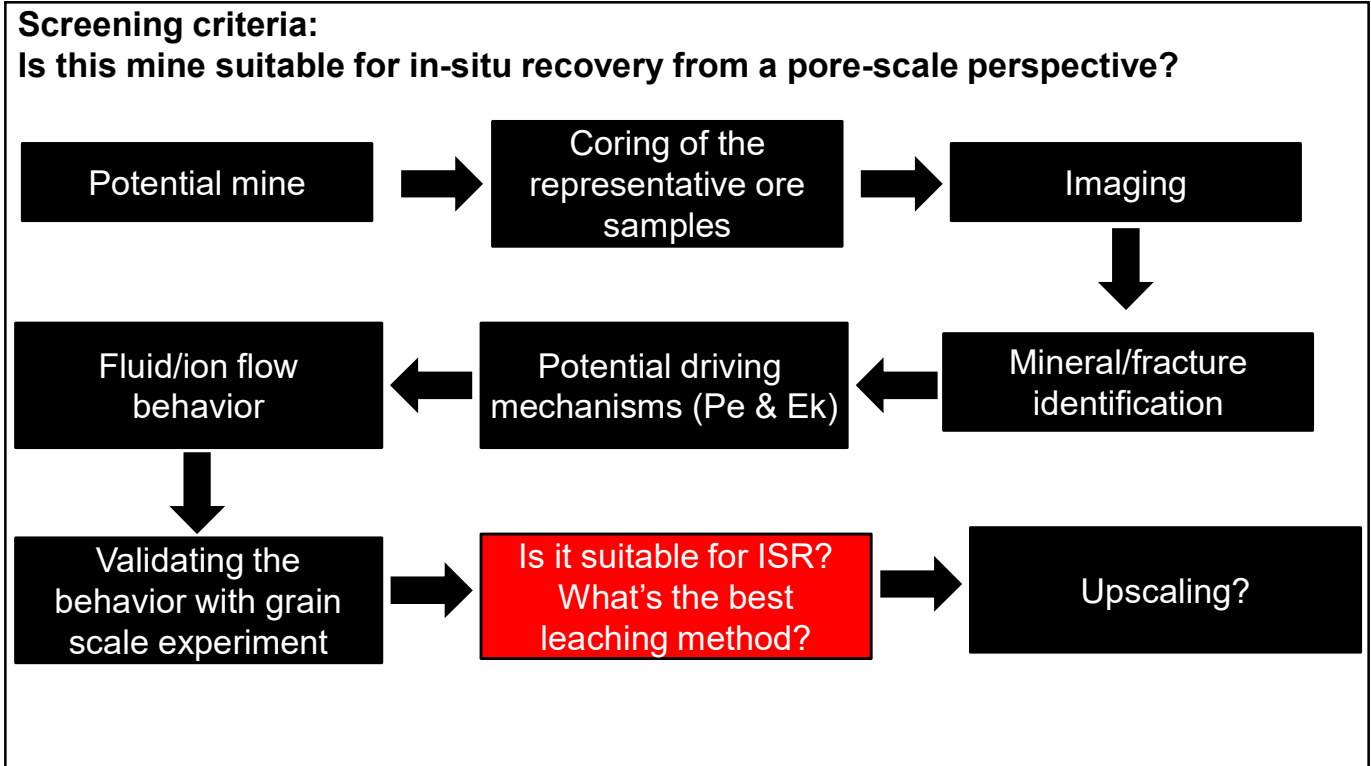 Screening criteria:
Is this mine suitable for in-situ recovery from a pore-scale perspective?
Potential mine
Coring of the
representative ore
samples
Imaging
Mineral/fracture
identification
Potential driving
mechanisms (Pe & Ek)
Fluid/ion flow
behavior
Validating the
behavior with grain
scale experiment
Is it suitable for ISR?
What’s the best
leaching method?
Upscaling?